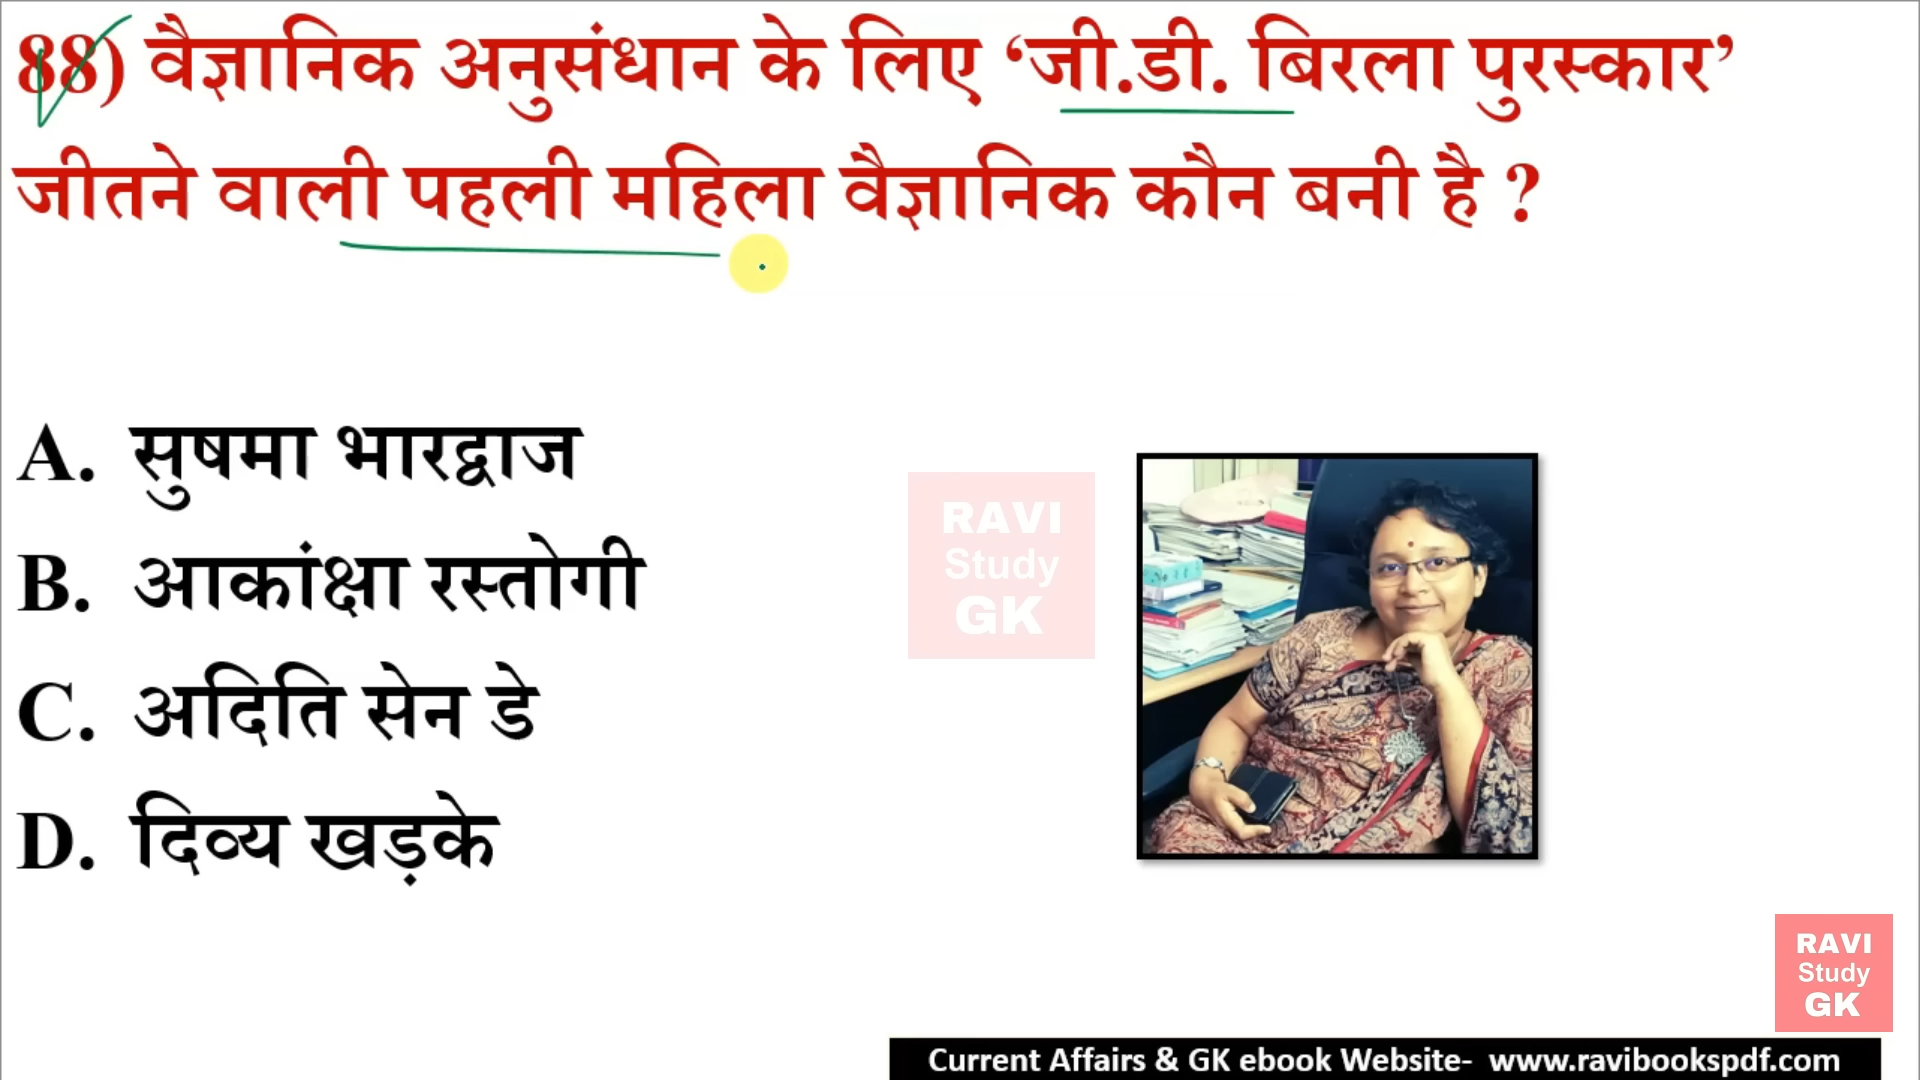 88) वैज्ञानिक अनुसंधान के लिए ‘जी.डी. बिरला पुरस्कार’
जीतने वाली पहली महिला वैज्ञानिक कौन बनी है ?
A. सुषमा भारद्वाज
B. आकांक्षा रस्तोगी
C. अदिति सेन डे
D. दिव्य खड़के
RAVI
Study
GK
RAVI
Study
GK
Current Affairs & GK ebook Website- www.ravibookspdf.com